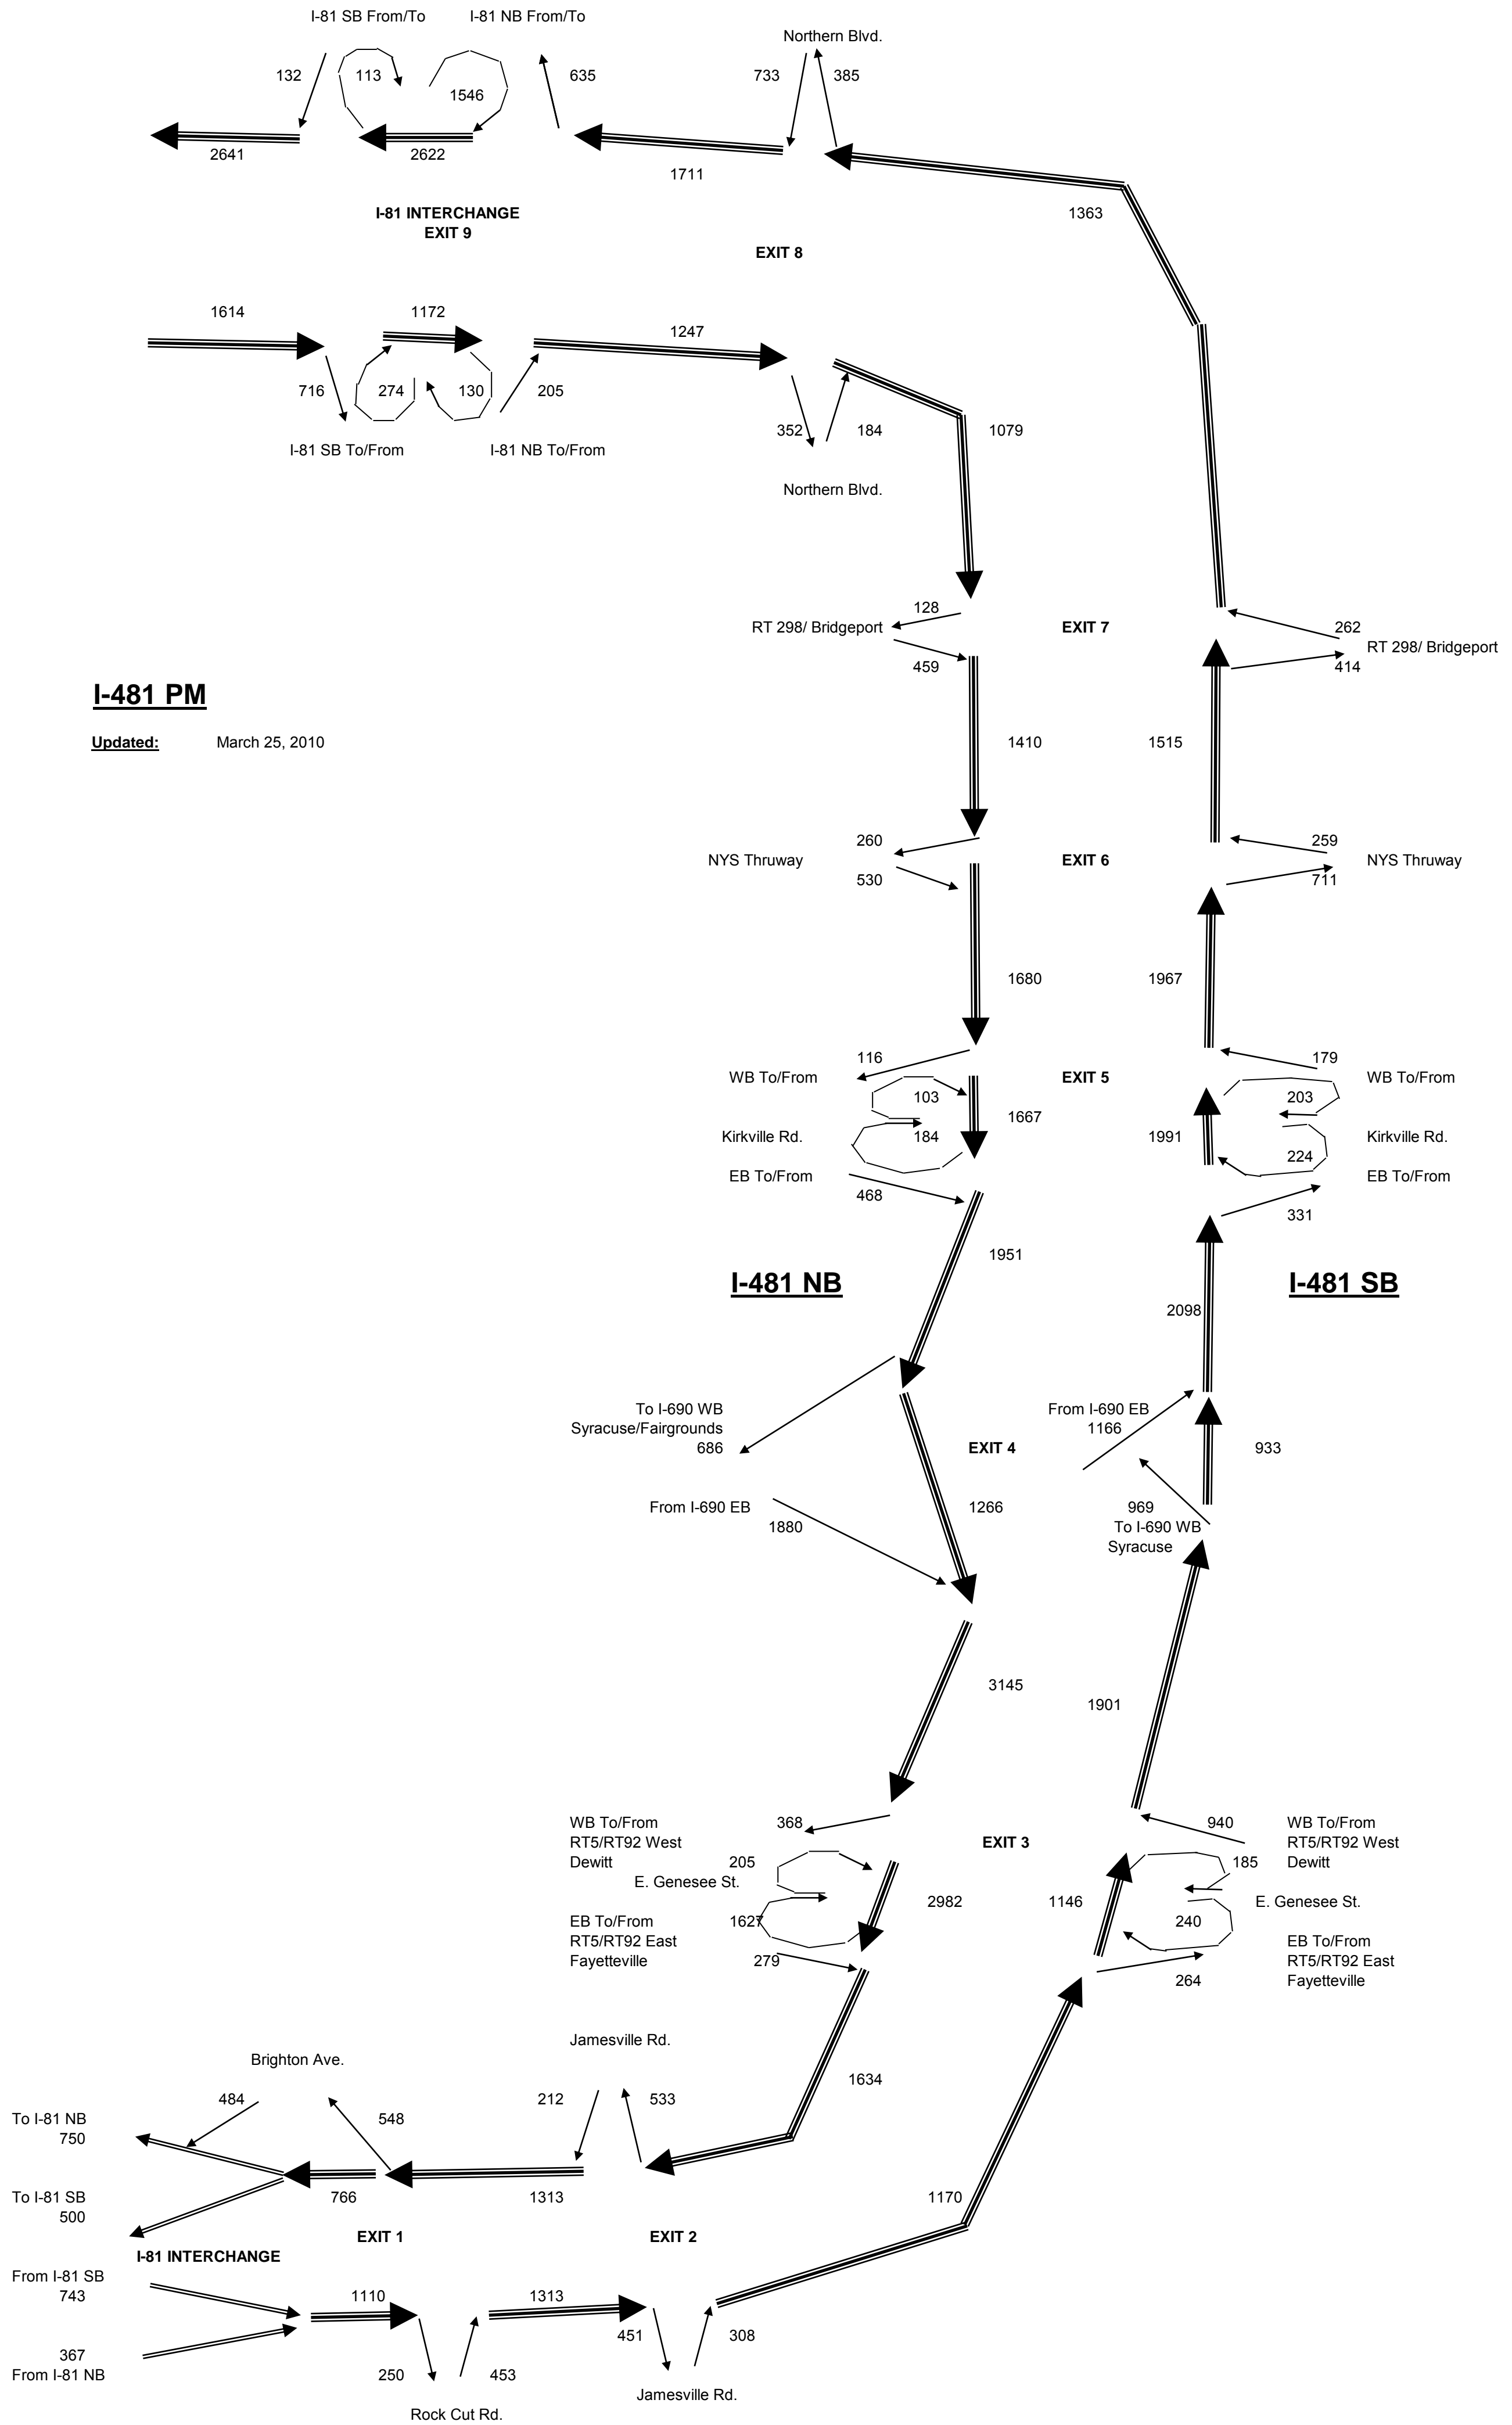 I-81 SB From/To I-81 NB From/To
Northern Blvd.
132 113 1546 635 733 385
2641 2622 1711
1363
I-81 INTERCHANGE
EXIT 9
EXIT 8
1614 1172 1247
716 274 130 205
352 184 1079
I-81 SB To/From I-81 NB To/From
Northern Blvd.
128
RT 298/ Bridgeport EXIT 7 262
RT 298/ Bridgeport
459 414
I-481 PM
Updated: March 25, 2010
1410 1515
260 259
NYS Thruway EXIT 6 NYS Thruway
530 711
1680 1967
116 179
WB To/From EXIT 5 WB To/From
103 203
1667
Kirkville Rd. 184 1991 Kirkville Rd.
224
EB To/From EB To/From
468 331
1951
I-481 NB I-481 SB
2098
To I-690 WB From I-690 EB
Syracuse/Fairgrounds 1166
686 EXIT 4 933
From I-690 EB 1266 969
1880 To I-690 WB
Syracuse
3145
1901
WB To/From 368 940 WB To/From
RT5/RT92 West EXIT 3 RT5/RT92 West
Dewitt 205 185 Dewitt
E. Genesee St.
2982 1146 E. Genesee St.
EB To/From 1627 240
RT5/RT92 East EB To/From
Fayetteville 279 RT5/RT92 East
264 Fayetteville
Jamesville Rd.
Brighton Ave.
1634
484 548 212 533
To I-81 NB
750
To I-81 SB 766 1313 1170
500
EXIT 1 EXIT 2
I-81 INTERCHANGE
From I-81 SB
743 1110 1313
451 308
367
From I-81 NB 250 453
Jamesville Rd.
Rock Cut Rd.